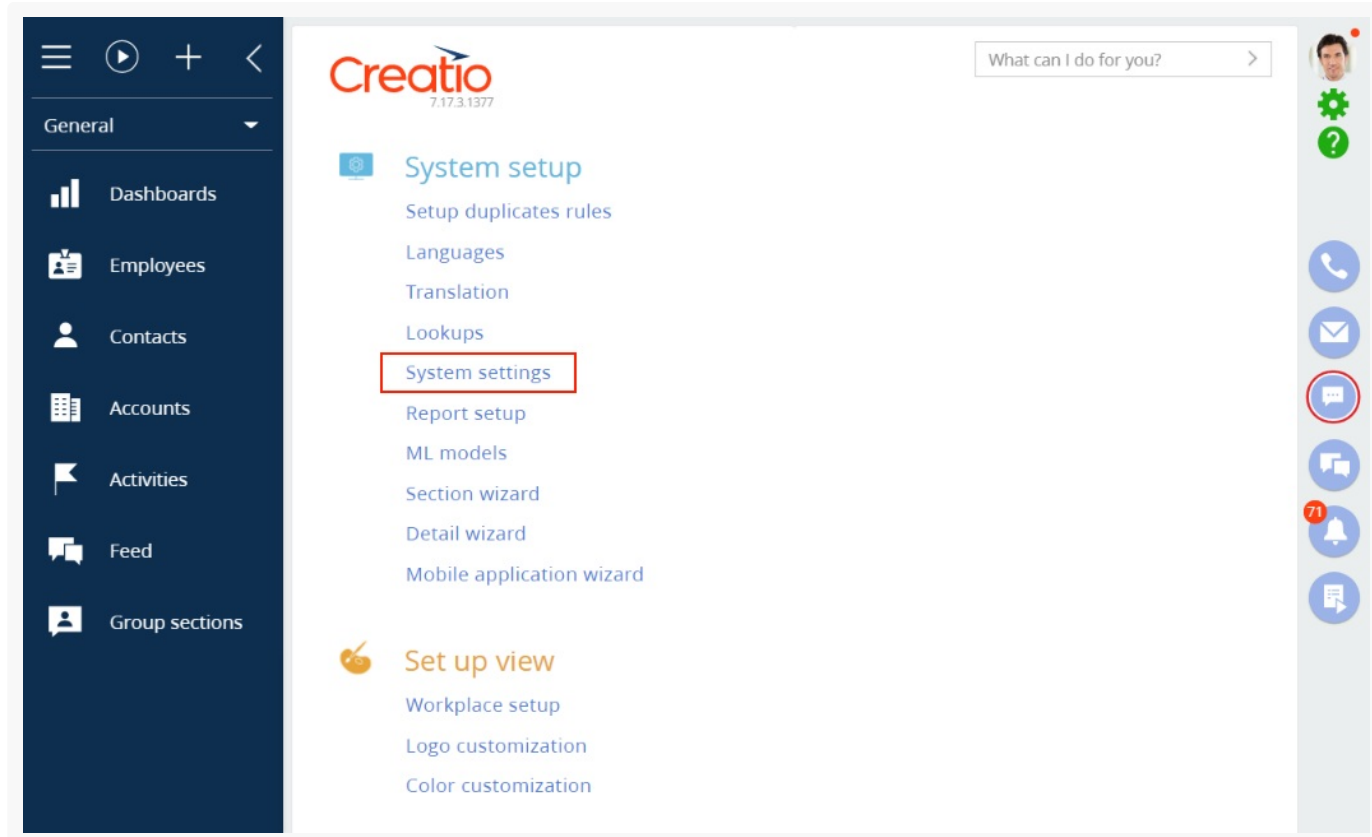 General
Dashboards
Employees
Contacts
Accounts
Activities
Feed
Group sections
Creatio
7.17.3.1377
What can I do for you?
System setup
Setup duplicates rules
Languages
Translation
Lookups
System settings
Report setup
ML models
Section wizard
Detail wizard
Mobile application wizard
Set up view
Workplace setup
Logo customization
Color customization
?
71